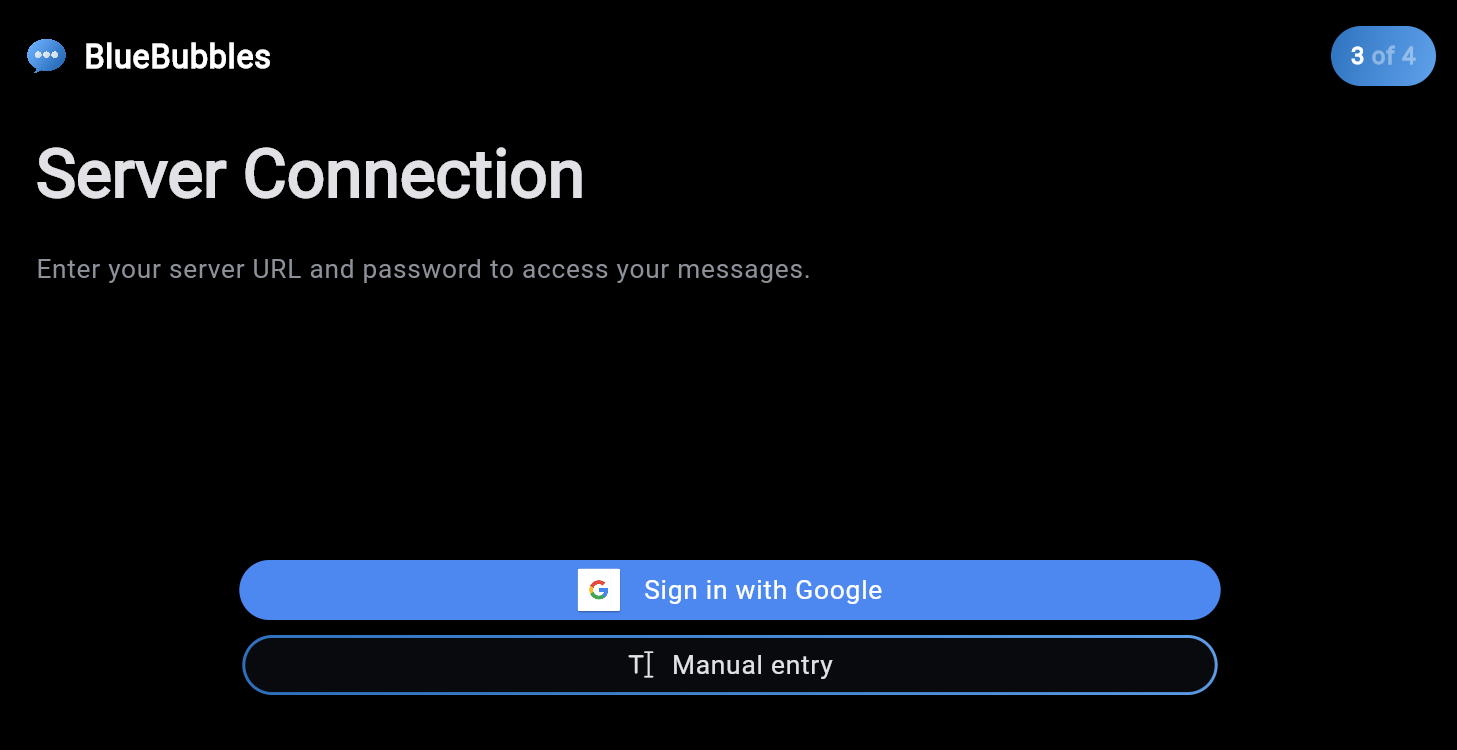 BlueBubbles
3 of 4
Server Connection
Enter your server URL and password to access your messages.
Sign in with Google
Manual entry